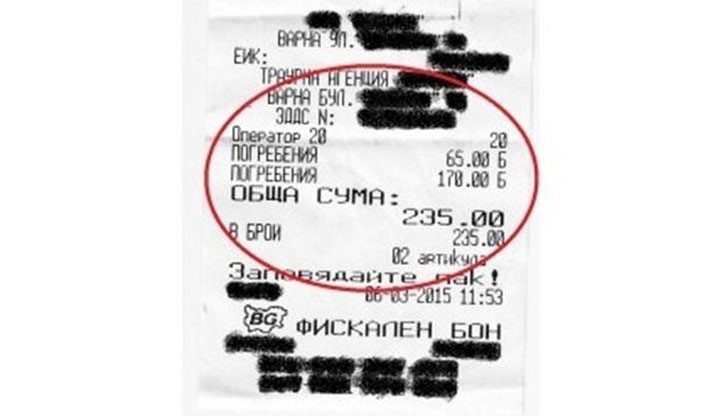 ВАРНА УЛ.
ЕИК:
ТРАУРНА АГЕНЦИЯ
ВАРНА БУЛ.
ЗДДС N:
Оператор 20 20
ПОГРЕБЕНИЯ 65.00 Б
ПОГРЕБЕНИЯ 170.00 Б
ОБЩА СУМА:
235.00
В БРОИ 235.00
02 артикула
Заповядайте пак!
06-03-2015 11:53
BG ФИСКАЛЕН БОН